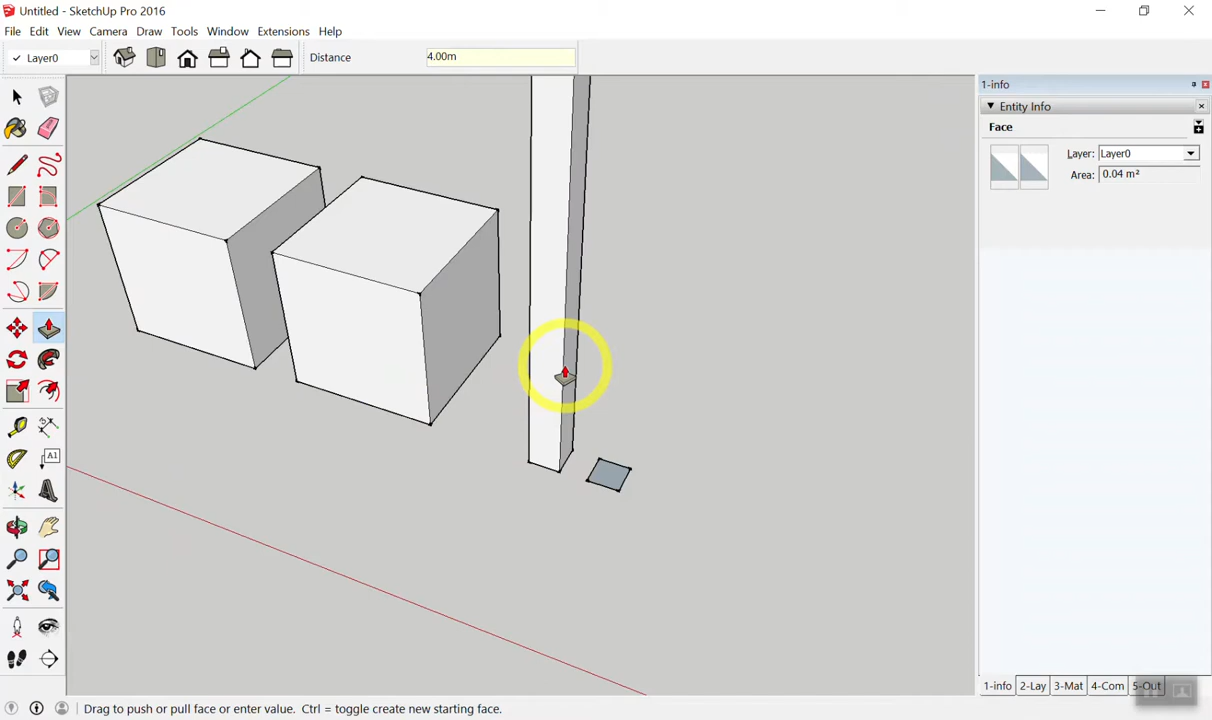 Untitled - SketchUp Pro 2016
File Edit View Camera Draw Tools Window Extensions Help
Layer0
Distance 4.00m
1-info
Entity Info
Face
Layer: Layer0
Area: 0.04 m²
A1
1-info 2-Lay 3-Mat 4-Com 5-Out
Drag to push or pull face or enter value. Ctrl = toggle create new starting face.